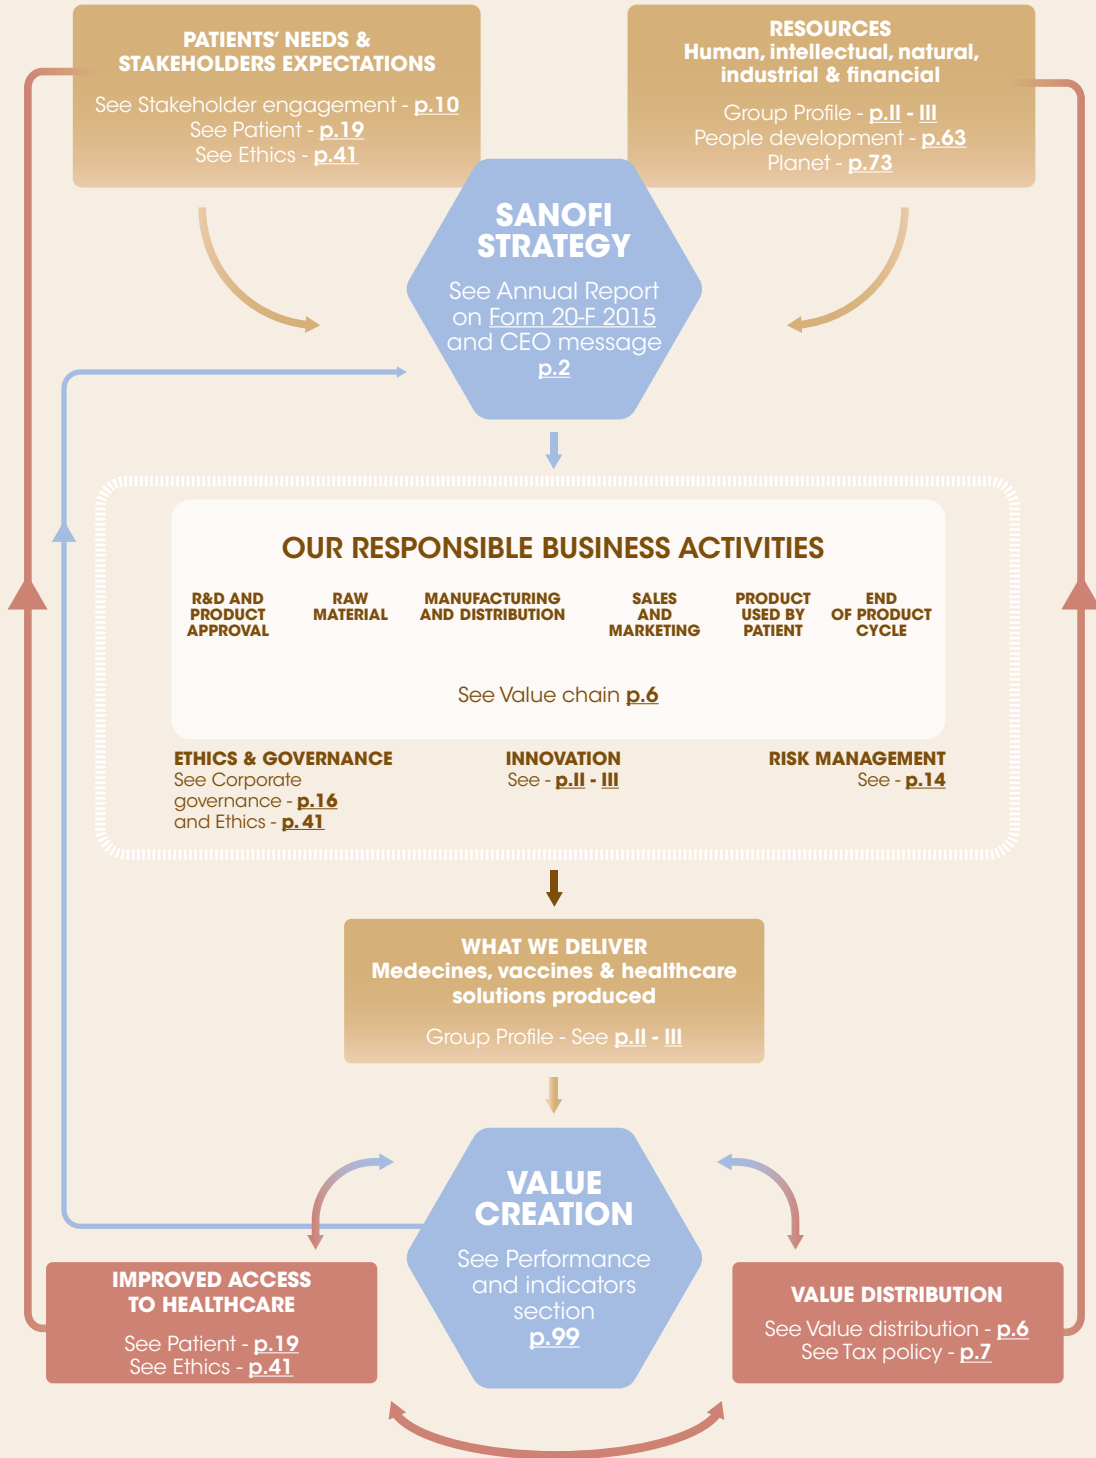 PATIENTS’ NEEDS &
STAKEHOLDERS EXPECTATIONS
See Stakeholder engagement - p.10
See Patient - p.19
See Ethics - p.41
RESOURCES
Human, intellectual, natural,
industrial & financial
Group Profile - p.II - III
People development - p.63
Planet - p.73
SANOFI
STRATEGY
See Annual Report
on Form 20-F 2015
and CEO message
p.2
OUR RESPONSIBLE BUSINESS ACTIVITIES
R&D AND
PRODUCT
APPROVAL
RAW
MATERIAL
MANUFACTURING
AND DISTRIBUTION
SALES
AND
MARKETING
PRODUCT
USED BY
PATIENT
END
OF PRODUCT
CYCLE
See Value chain p.6
ETHICS & GOVERNANCE
See Corporate
governance - p.16
and Ethics - p.41
INNOVATION
See - p.II - III
RISK MANAGEMENT
See - p.14
WHAT WE DELIVER
Medecines, vaccines & healthcare
solutions produced
Group Profile - See p.II - III
VALUE
CREATION
See Performance
and indicators
section
p.99
IMPROVED ACCESS
TO HEALTHCARE
See Patient - p.19
See Ethics - p.41
VALUE DISTRIBUTION
See Value distribution - p.6
See Tax policy - p.7